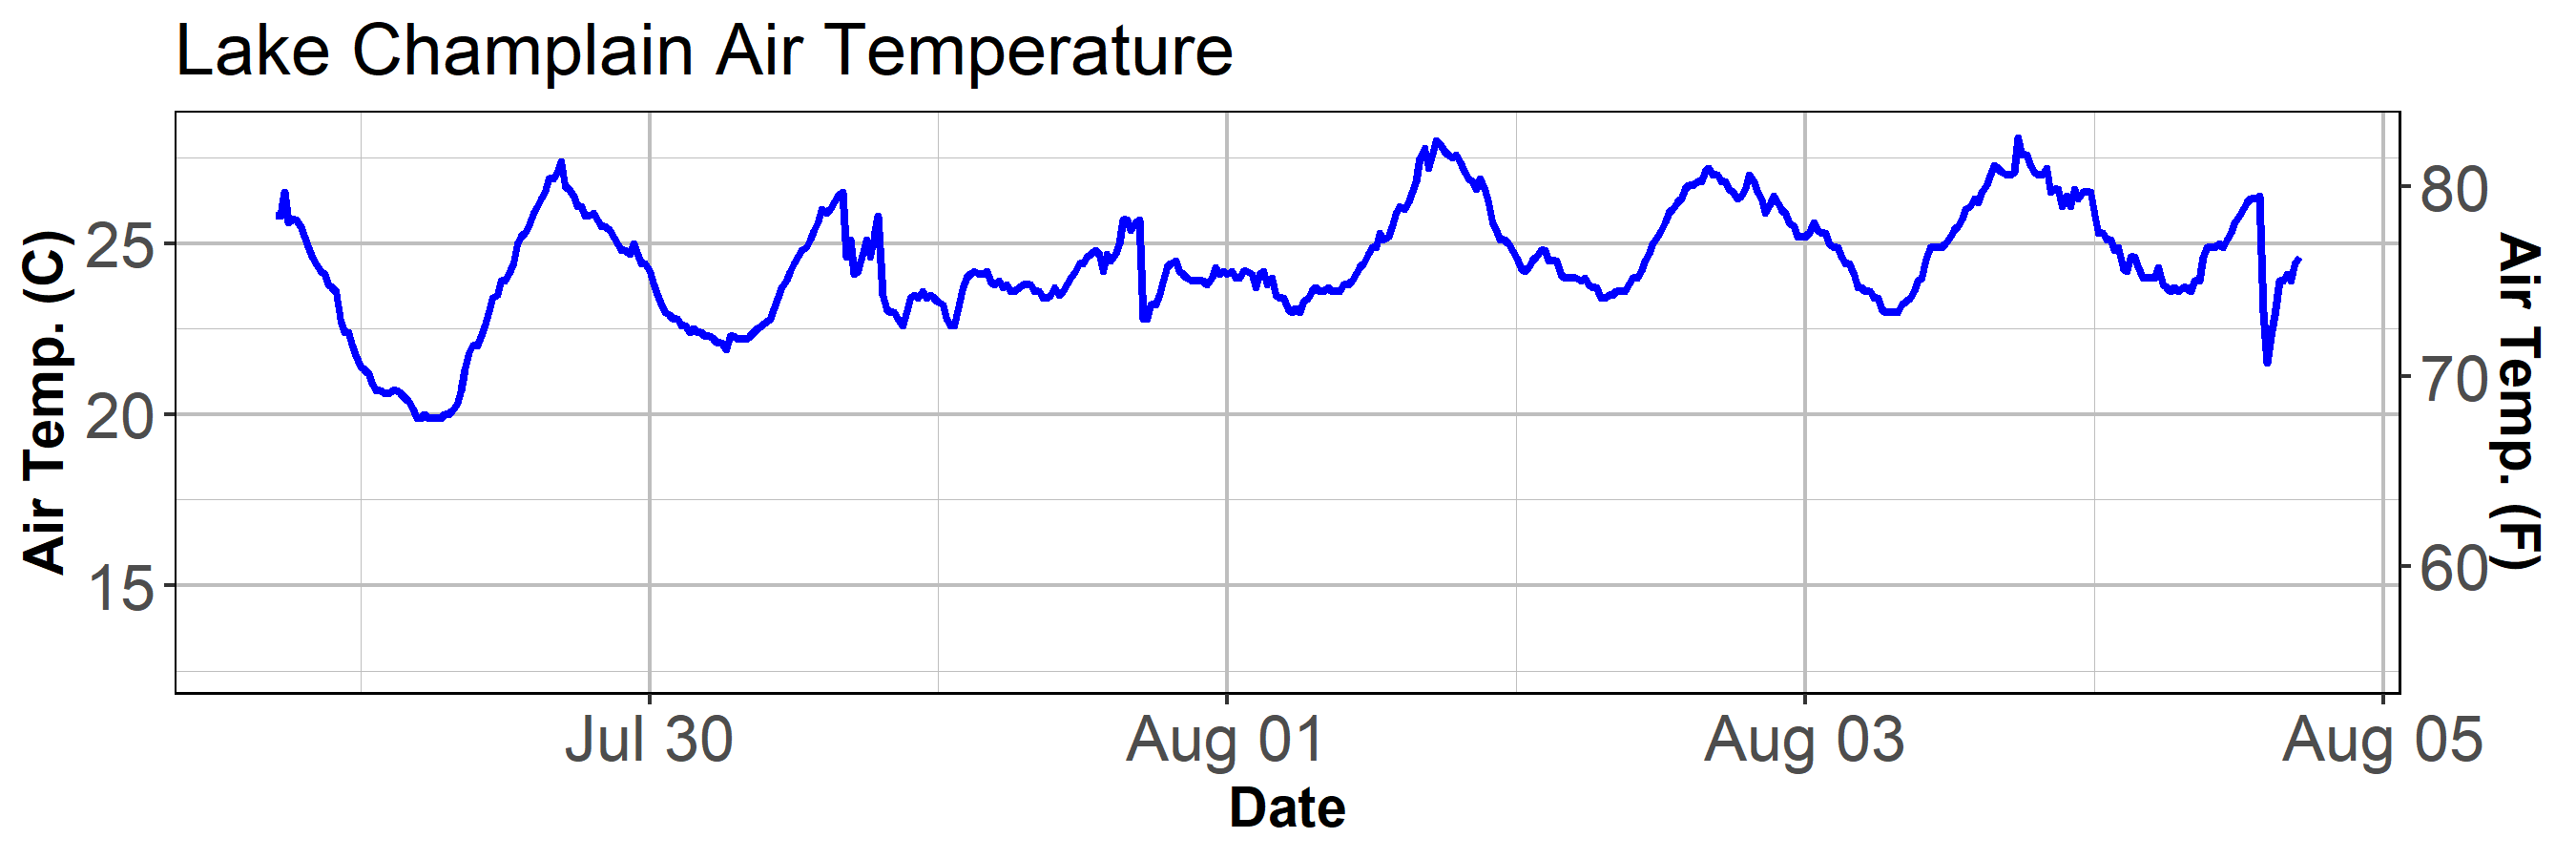 Lake Champlain Air Temperature
Air Temp. (C)
25
20
15
80
70
60
Air Temp. (F)
Jul 30
Aug 01
Aug 03
Aug 05
Date